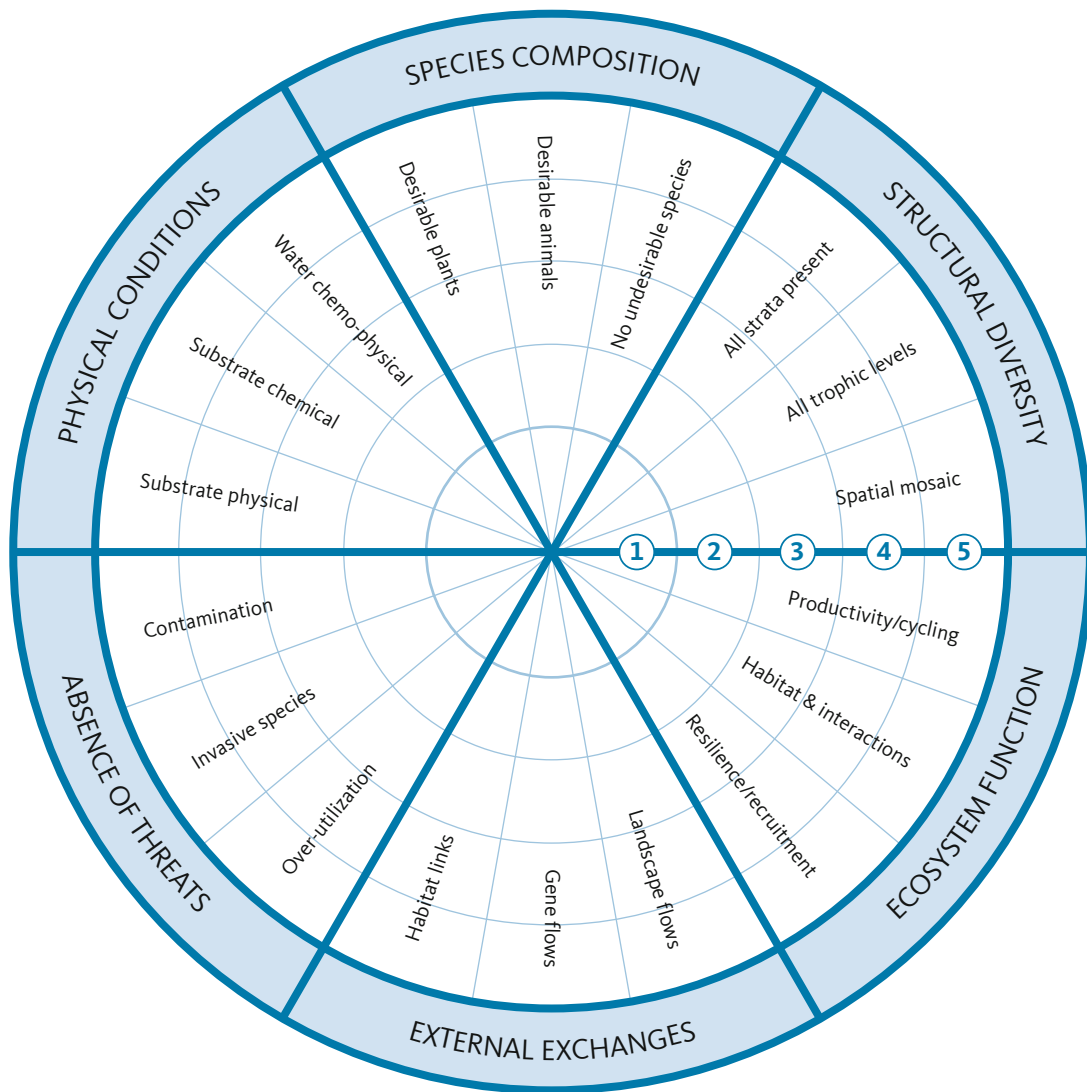 SPECIES COMPOSITION
Desirable plants
Desirable animals
No undesirable species
STRUCTURAL DIVERSITY
All strata present
All trophic levels
Spatial mosaic
1
2
3
4
5
ECOSYSTEM FUNCTION
Productivity/cycling
Habitat & interactions
Resilience/recruitment
EXTERNAL EXCHANGES
Landscape flows
Gene flows
Habitat links
ABSENCE OF THREATS
Over-utilization
Invasive species
Contamination
PHYSICAL CONDITIONS
Substrate physical
Substrate chemical
Water chemo-physical